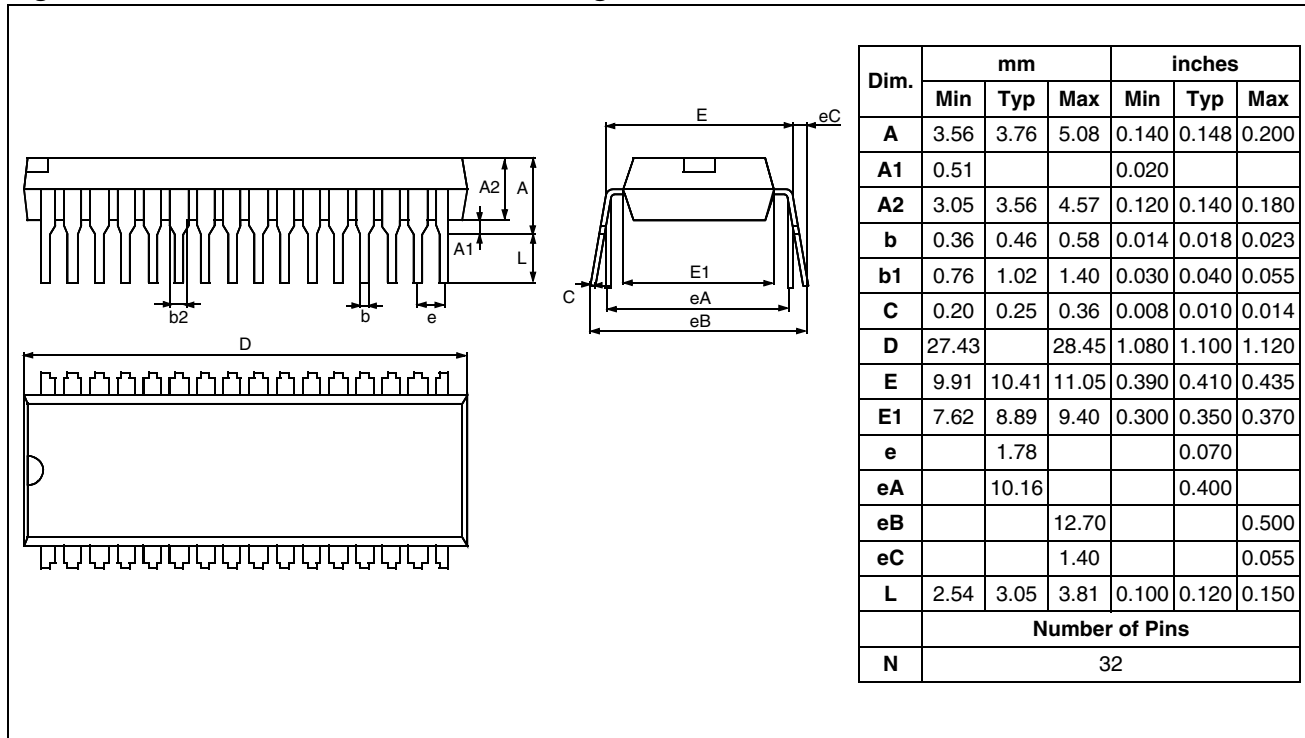 E
eC
A2
A
A1
L
b2
b
e
C
E1
eA
eB
D
Dim. mm inches
Min Typ Max Min Typ Max
A 3.56 3.76 5.08 0.140 0.148 0.200
A1 0.51 0.020
A2 3.05 3.56 4.57 0.120 0.140 0.180
b 0.36 0.46 0.58 0.014 0.018 0.023
b1 0.76 1.02 1.40 0.030 0.040 0.055
C 0.20 0.25 0.36 0.008 0.010 0.014
D 27.43 28.45 1.080 1.100 1.120
E 9.91 10.41 11.05 0.390 0.410 0.435
E1 7.62 8.89 9.40 0.300 0.350 0.370
e 1.78 0.070
eA 10.16 0.400
eB 12.70 0.500
eC 1.40 0.055
L 2.54 3.05 3.81 0.100 0.120 0.150
Number of Pins
N 32